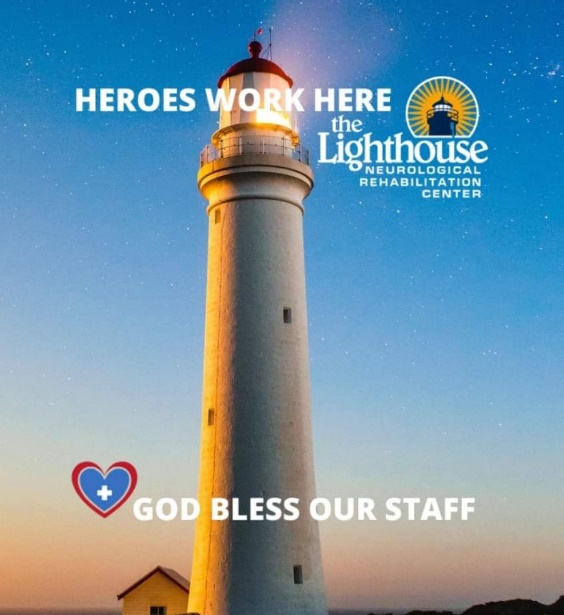 HEROES WORK HERE
the
Lighthouse
NEUROLOGICAL
REHABILITATION
CENTER
GOD BLESS OUR STAFF